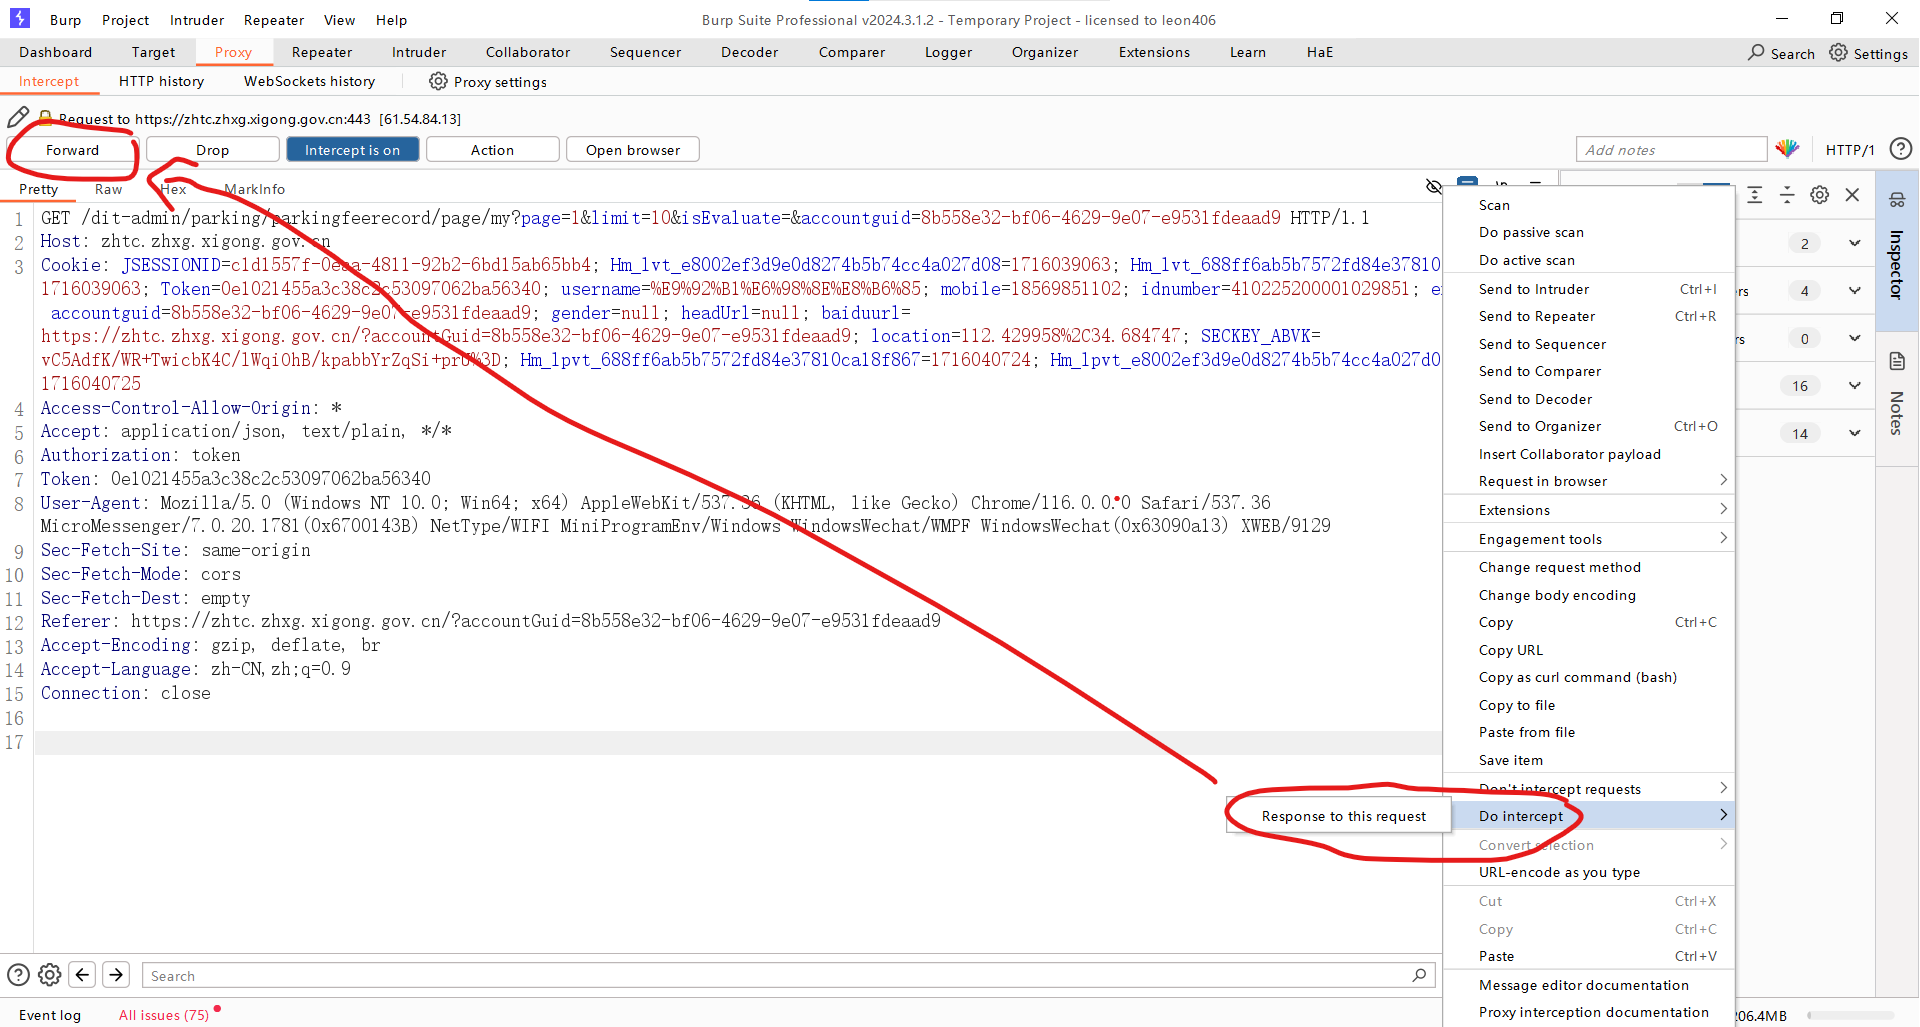 Burp Project Intruder Repeater View Help
Burp Suite Professional v2024.3.1.2 - Temporary Project - licensed to leon406
Dashboard Target Proxy Repeater Intruder Collaborator Sequencer Decoder Comparer Logger Organizer Extensions Learn HaE
Search Settings
Intercept HTTP history WebSockets history Proxy settings
Request to https://zhtc.zhxg.xigong.gov.cn:443 [61.54.84.13]
Forward Drop Intercept is on Action Open browser
Add notes HTTP/1
Pretty Raw Hex MarkInfo
1 GET /dit-admin/parking/parkingfeerecord/page/my?page=1&limit=10&isEvaluate=&accountguid=8b558e32-bf06-4629-9e07-e9531fdeaad9 HTTP/1.1
2 Host: zhtc.zhxg.xigong.gov.cn
3 Cookie: JSESSIONID=c1d1557f-0eaa-4811-92b2-6bd15ab65bb4; Hm_lvt_e8002ef3d9e0d8274b5b74cc4a027d08=1716039063; Hm_lvt_688ff6ab5b7572fd84e37810
1716039063; Token=0e1021455a3c38c2c53097062ba56340; username=%E9%92%B1%E6%98%8E%E8%B6%85; mobile=18569851102; idnumber=410225200001029851;
accountguid=8b558e32-bf06-4629-9e07-e9531fdeaad9; gender=null; headUrl=null; baiduurl=
https://zhtc.zhxg.xigong.gov.cn/?accountGuid=8b558e32-bf06-4629-9e07-e9531fdeaad9; location=112.429958%2C34.684747; SECKEY_ABVK=
Hm_lpvt_688ff6ab5b7572fd84e37810ca18f867=1716040724; Hm_lpvt_e8002ef3d9e0d8274b5b74cc4a027d0
1716040725
4 Access-Control-Allow-Origin: *
5 Accept: application/json, text/plain, */*
6 Authorization: token
7 Token: 0e1021455a3c38c2c53097062ba56340
8 User-Agent: Mozilla/5.0 (Windows NT 10.0; Win64; x64) AppleWebKit/537.36 (KHTML, like Gecko) Chrome/116.0.0.0 Safari/537.36
MicroMessenger/7.0.20.1781(0x6700143B) NetType/WIFI MiniProgramEnv/Windows WindowsWechat/WMPF WindowsWechat(0x63090a13) XWEB/9129
9 Sec-Fetch-Site: same-origin
10 Sec-Fetch-Mode: cors
11 Sec-Fetch-Dest: empty
12 Referer: https://zhtc.zhxg.xigong.gov.cn/?accountGuid=8b558e32-bf06-4629-9e07-e9531fdeaad9
13 Accept-Encoding: gzip, deflate, br
14 Accept-Language: zh-CN,zh;q=0.9
15 Connection: close
16
17
Scan
Do passive scan
Do active scan
Send to Intruder Ctrl+I
Send to Repeater Ctrl+R
Send to Sequencer
Send to Comparer
Send to Decoder
Send to Organizer Ctrl+O
Insert Collaborator payload
Request in browser
Extensions
Engagement tools
Change request method
Change body encoding
Copy Ctrl+C
Copy URL
Copy as curl command (bash)
Copy to file
Paste from file
Save item
Don't intercept requests
Do intercept
Response to this request
Convert selection
URL-encode as you type
Cut Ctrl+X
Copy Ctrl+C
Paste Ctrl+V
Message editor documentation
Proxy interception documentation
2
4
0
16
14
Inspector
Notes
Search
Event log All issues (75)
206.4MB